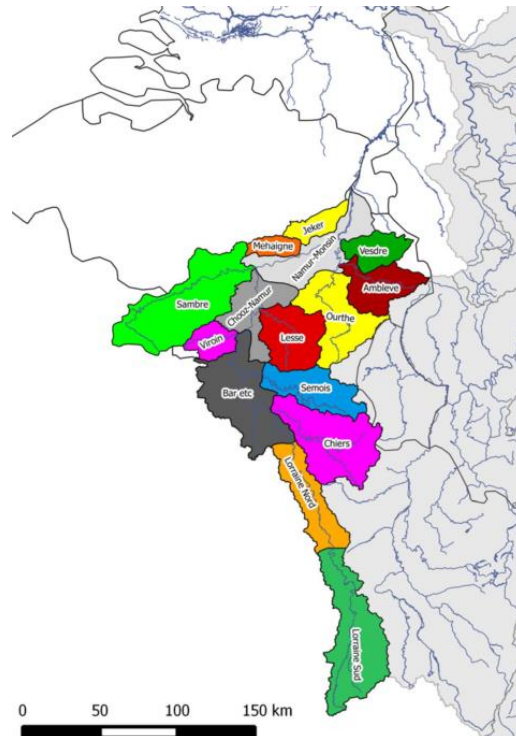 Jeker
Mehaigne
Namur-Monsin
Vesdre
Ambleve
Sambre
Chooz-Namur
Ourthe
Viroin
Lesse
Semois
Bar etc
Chiers
Lorraine Nord
Lorraine Sud
0 50 100 150 km